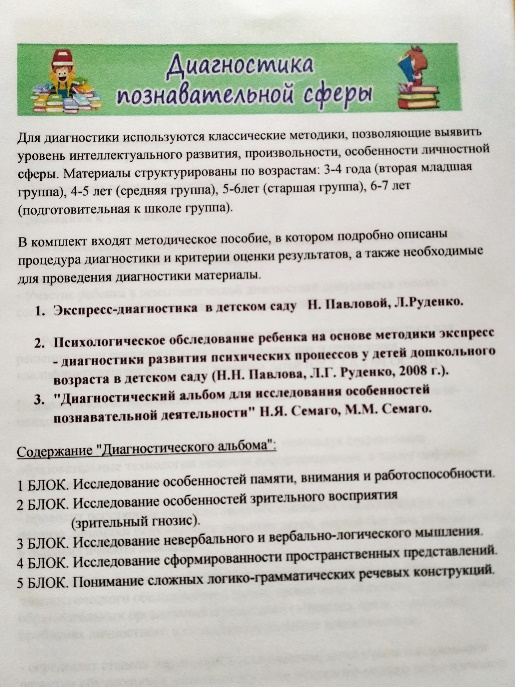 Диагностика
познавательной сферы
Для диагностики используются классические методики, позволяющие выявить
уровень интеллектуального развития, произвольности, особенности личностной
сферы. Материалы структурированы по возрастам: 3-4 года (вторая младшая
группа), 4-5 лет (средняя группа), 5-6лет (старшая группа), 6-7 лет
(подготовительная к школе группа).
В комплект входят методическое пособие, в котором подробно описаны
процедура диагностики и критерии оценки результатов, а также необходимые
для проведения диагностики материалы.
1. Экспресс-диагностика в детском саду Н. Павловой, Л.Руденко.
2. Психологическое обследование ребенка на основе методики экспресс
- диагностики развития психических процессов у детей дошкольного
возраста в детском саду (Н.Н. Павлова, Л.Г. Руденко, 2008 г.).
3. "Диагностический альбом для исследования особенностей
познавательной деятельности" Н.Я. Семаго, М.М. Семаго.
Содержание "Диагностического альбома":
1 БЛОК. Исследование особенностей памяти, внимания и работоспособности.
2 БЛОК. Исследование особенностей зрительного восприятия
(зрительный гнозис).
3 БЛОК. Исследование невербального и вербально-логического мышления.
4 БЛОК. Исследование сформированности пространственных представлений.
5 БЛОК. Понимание сложных логико-грамматических речевых конструкций.